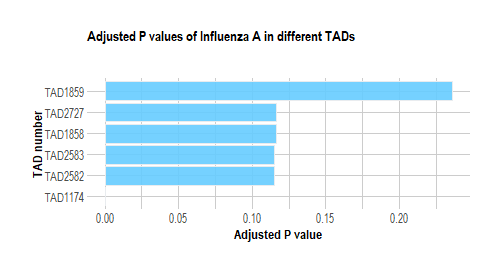 Adjusted P values of Influenza A in different TADs
TAD number
TAD1859
TAD2727
TAD1858
TAD2583
TAD2582
TAD1174
0.00 0.05 0.10 0.15 0.20
Adjusted P value